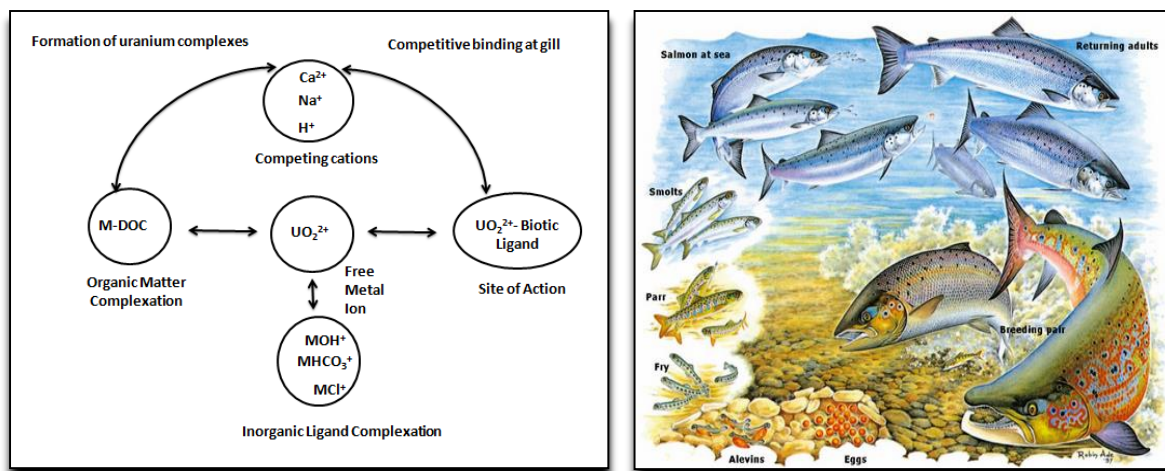 Formation of uranium complexes
Competitive binding at gill
Ca²⁺
Na⁺
H⁺
Competing cations
M-DOC
UO₂²⁺
UO₂²⁺- Biotic
Ligand
Organic Matter
Complexation
Free
Metal
Ion
Site of Action
MOH⁺
MHCO₃⁺
MCl⁺
Inorganic Ligand Complexation
Salmon at sea
Returning adults
Smolts
Parr
Breeding pair
Fry
Alevins
Eggs